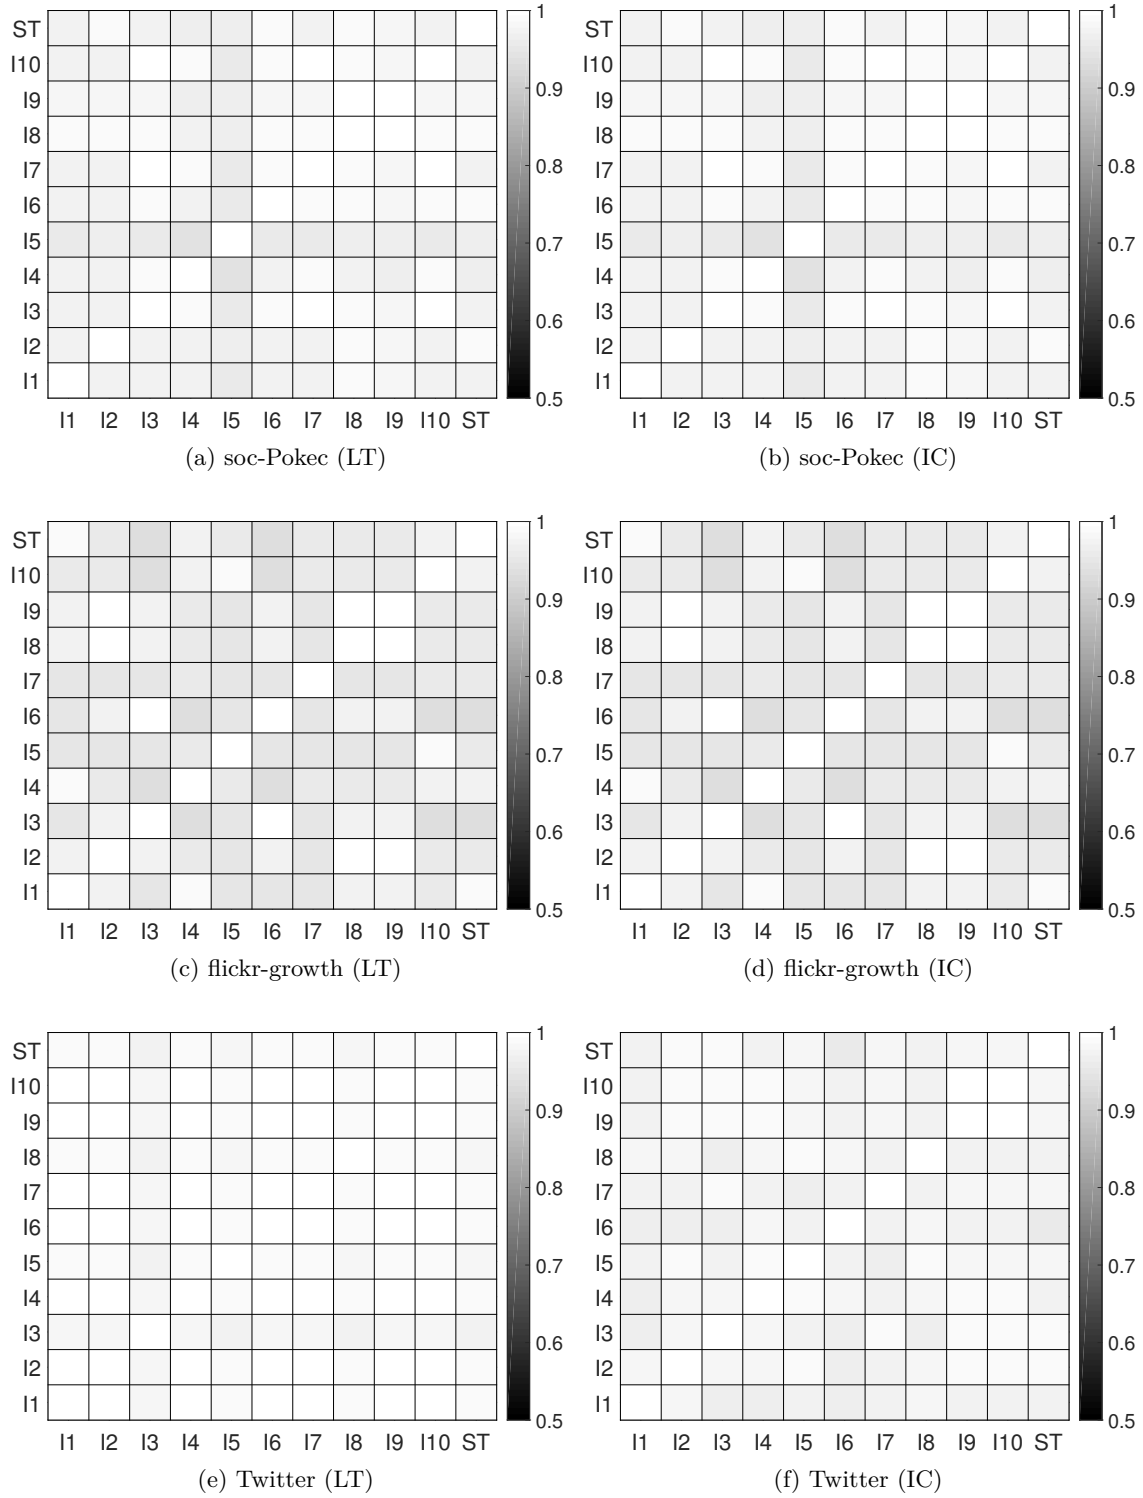 ST
I10
I9
I8
I7
I6
I5
I4
I3
I2
I1
I1 I2 I3 I4 I5 I6 I7 I8 I9 I10 ST
1
0.9
0.8
0.7
0.6
0.5
(a) soc-Pokec (LT)
ST
I10
I9
I8
I7
I6
I5
I4
I3
I2
I1
I1 I2 I3 I4 I5 I6 I7 I8 I9 I10 ST
1
0.9
0.8
0.7
0.6
0.5
(b) soc-Pokec (IC)
ST
I10
I9
I8
I7
I6
I5
I4
I3
I2
I1
I1 I2 I3 I4 I5 I6 I7 I8 I9 I10 ST
1
0.9
0.8
0.7
0.6
0.5
(c) flickr-growth (LT)
ST
I10
I9
I8
I7
I6
I5
I4
I3
I2
I1
I1 I2 I3 I4 I5 I6 I7 I8 I9 I10 ST
1
0.9
0.8
0.7
0.6
0.5
(d) flickr-growth (IC)
ST
I10
I9
I8
I7
I6
I5
I4
I3
I2
I1
I1 I2 I3 I4 I5 I6 I7 I8 I9 I10 ST
1
0.9
0.8
0.7
0.6
0.5
(e) Twitter (LT)
ST
I10
I9
I8
I7
I6
I5
I4
I3
I2
I1
I1 I2 I3 I4 I5 I6 I7 I8 I9 I10 ST
1
0.9
0.8
0.7
0.6
0.5
(f) Twitter (IC)